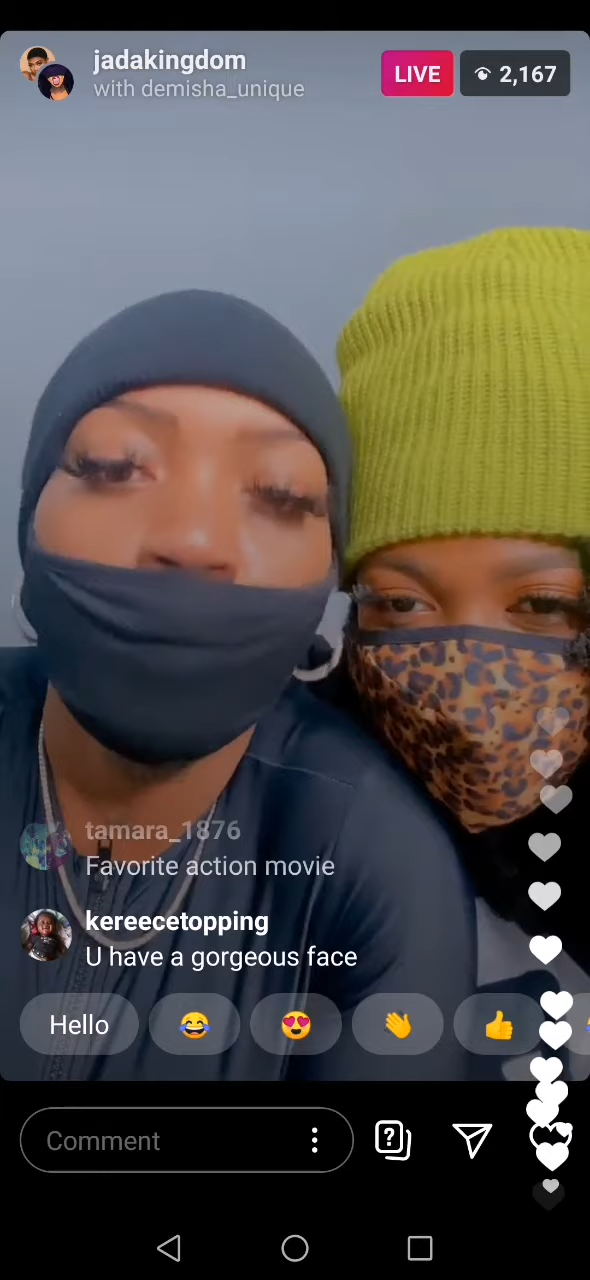 jadakingdom
with demisha_unique
LIVE
2,167
tamara_1876
Favorite action movie
kereecetopping
U have a gorgeous face
Hello
Comment